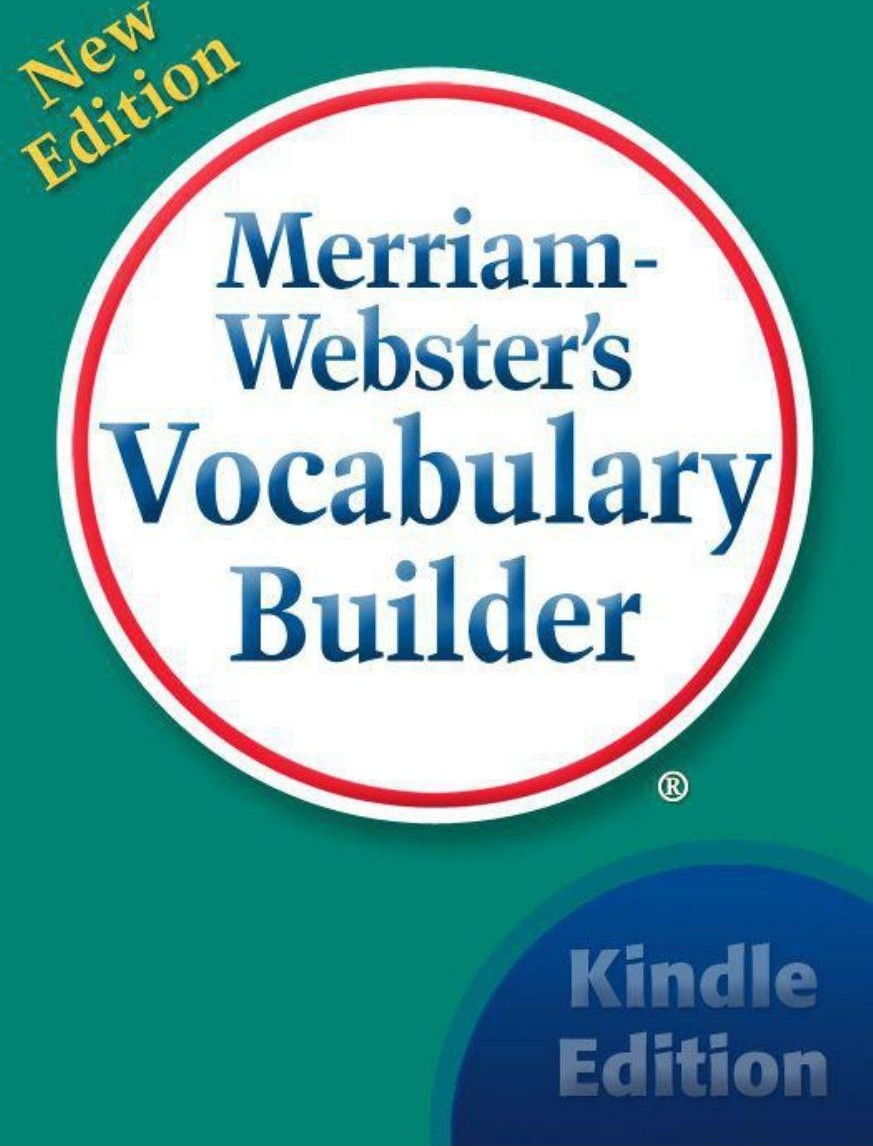 New
Edition
Merriam-
Webster's
Vocabulary
Builder
®
Kindle
Edition